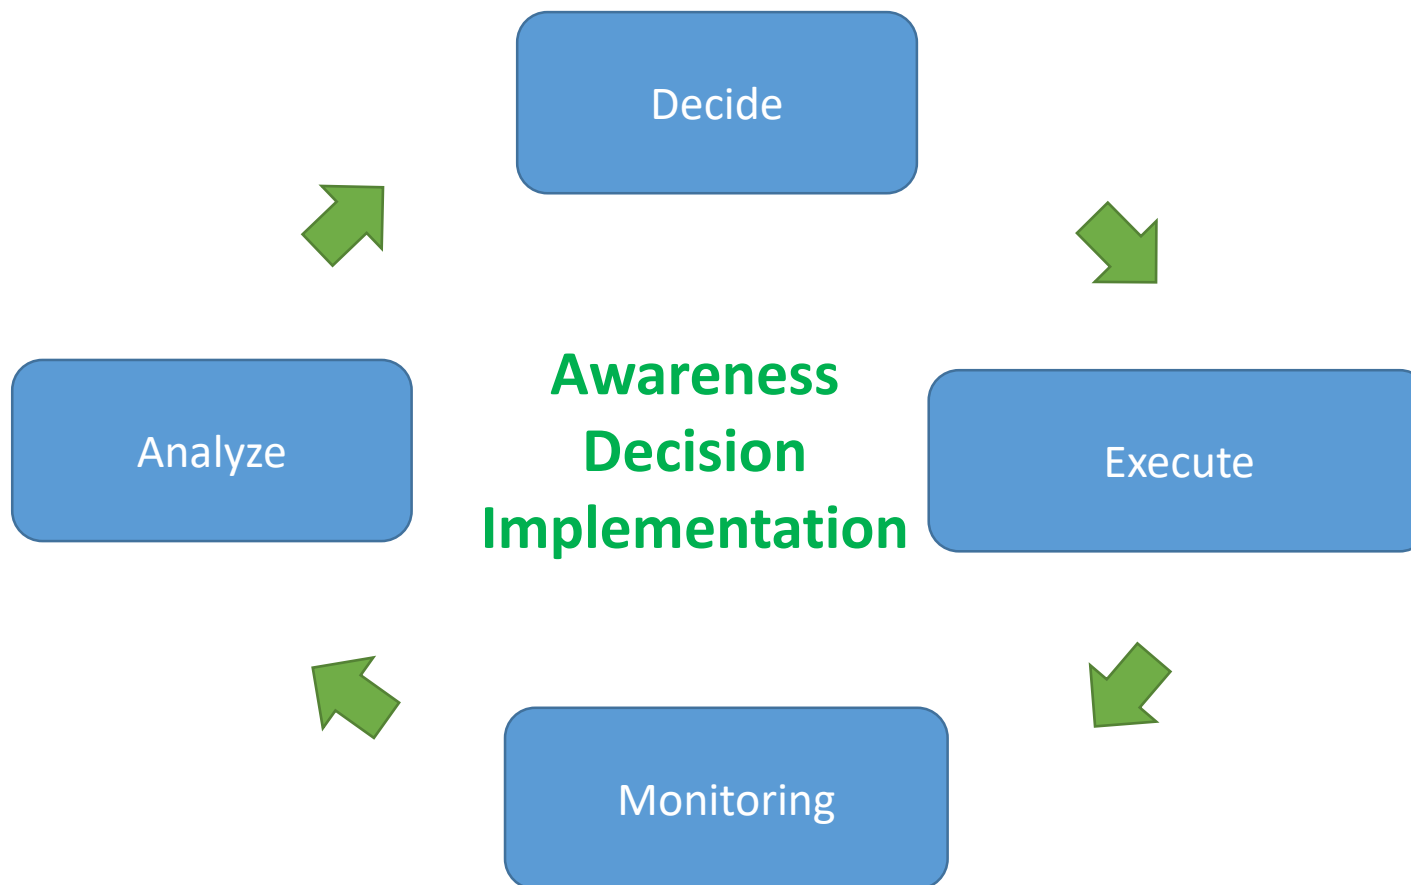 Decide
Awareness
Decision
Implementation
Analyze
Execute
Monitoring